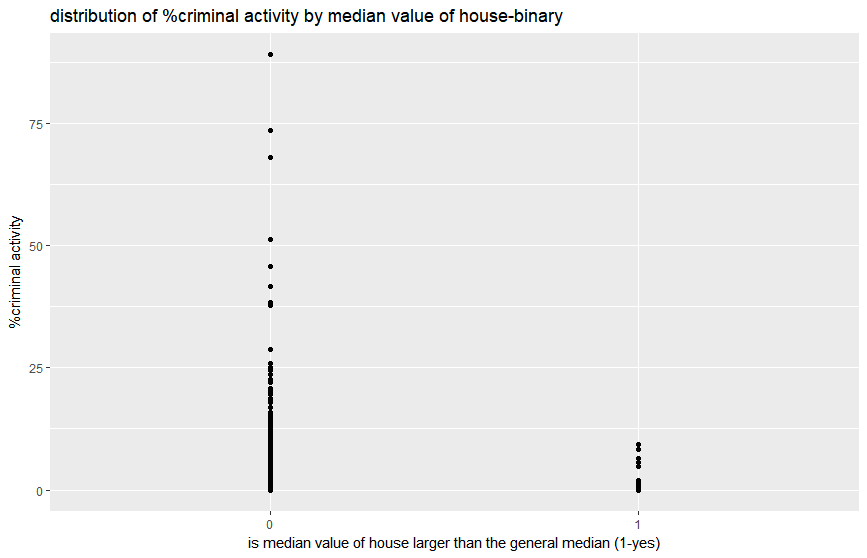 distribution of %criminal activity by median value of house-binary
%criminal activity
75
50
25
0
0
1
is median value of house larger than the general median (1-yes)